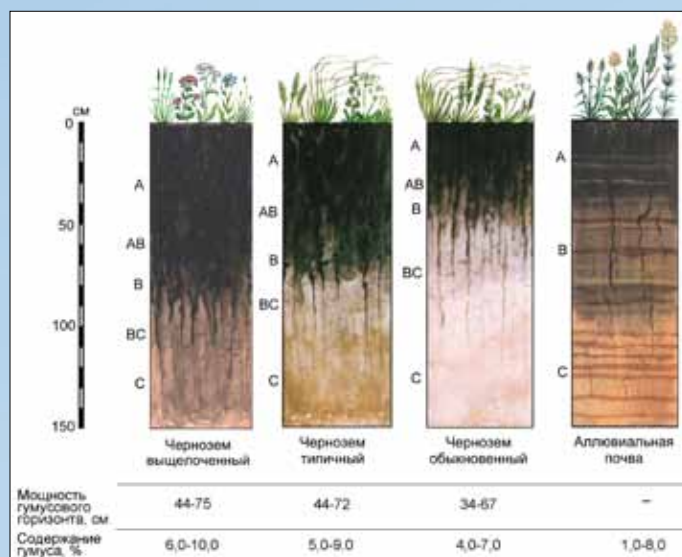 см
0
50
100
150
A
AB
B
BC
C
A
AB
B
BC
C
A
AB
B
BC
C
A
B
C
Чернозем
выщелоченный
Чернозем
типичный
Чернозем
обыкновенный
Аллювиальная
почва
Мощность
гумусового
горизонта, см
44-75
44-72
34-67
–
Содержание
гумуса, %
6,0-10,0
5,0-9,0
4,0-7,0
1,0-8,0